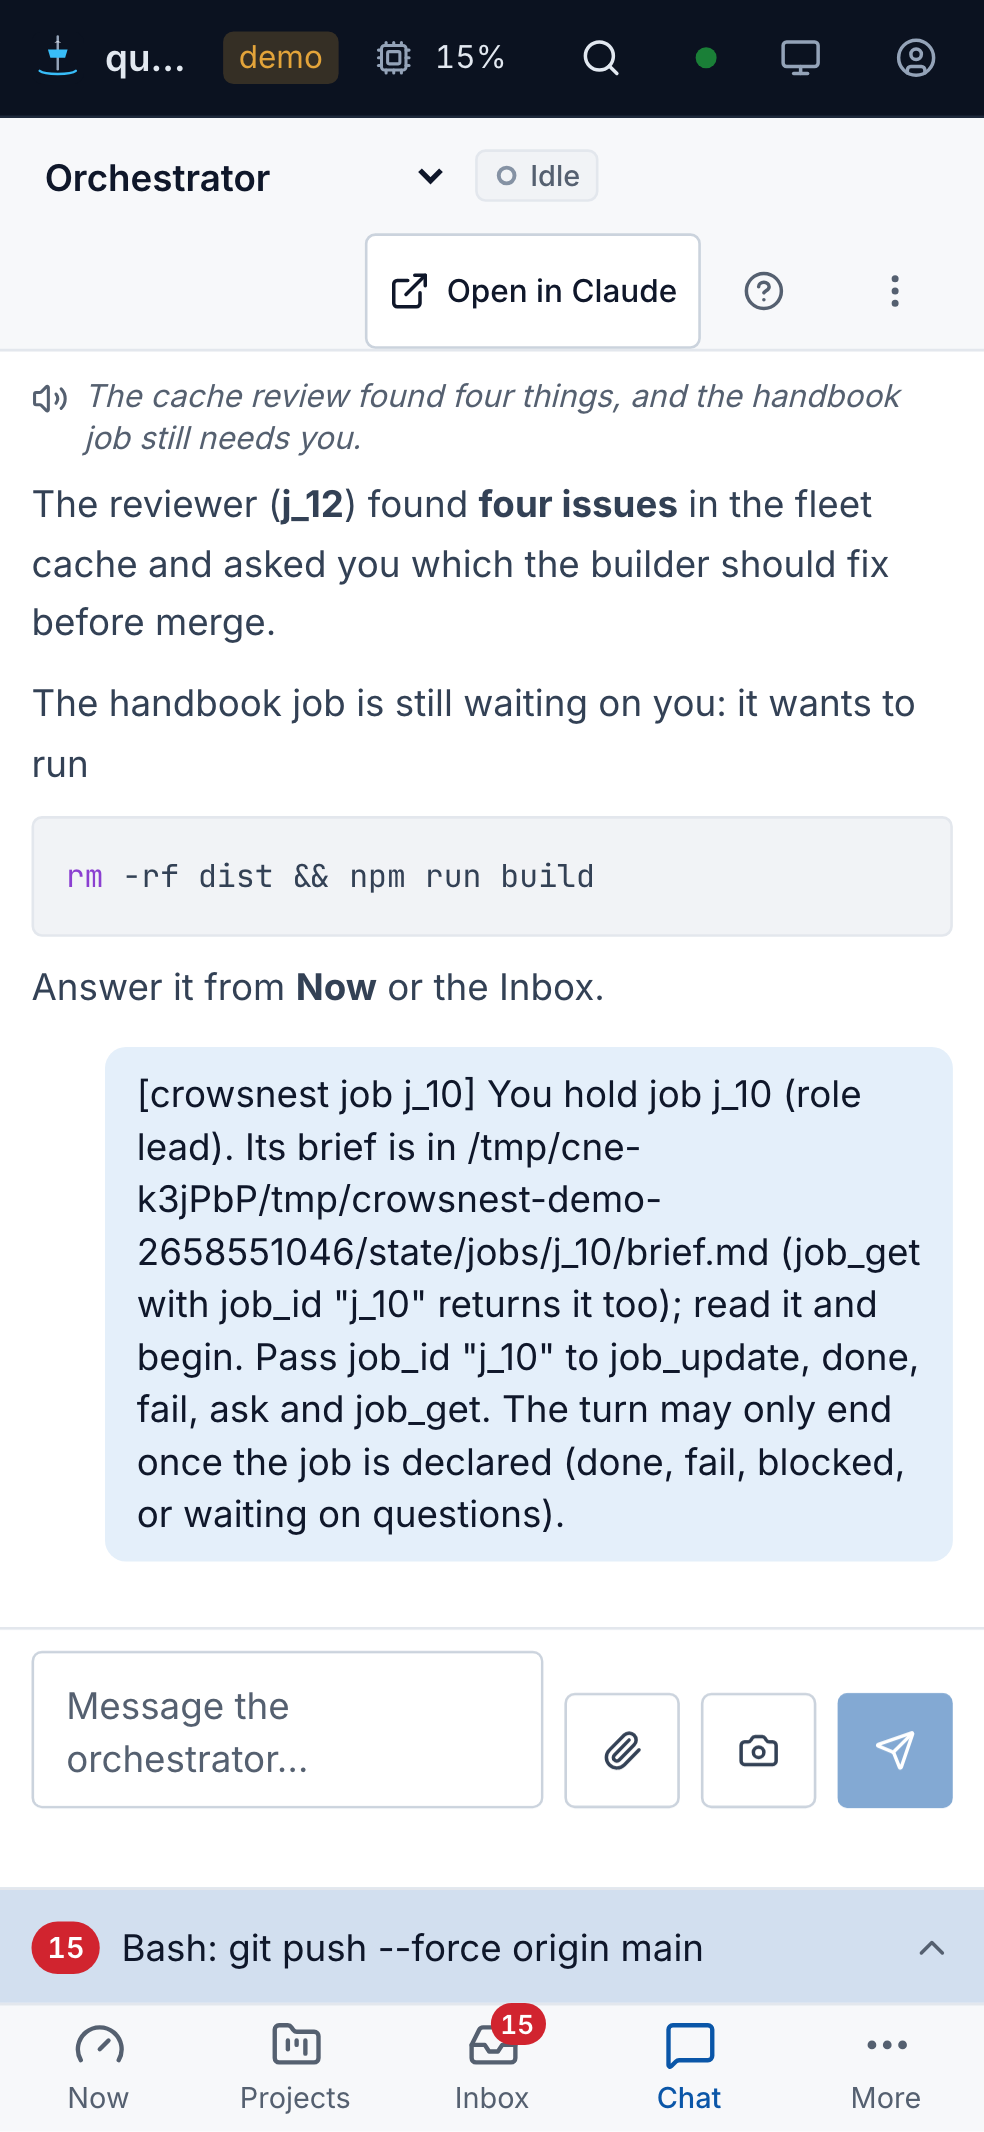 qu...
demo
15%
Orchestrator
Idle
Open in Claude
The cache review found four things, and the handbook
job still needs you.
The reviewer (j_12) found four issues in the fleet
cache and asked you which the builder should fix
before merge.
The handbook job is still waiting on you: it wants to
run
rm -rf dist && npm run build
Answer it from Now or the Inbox.
[crowsnest job j_10] You hold job j_10 (role
lead). Its brief is in /tmp/cne-
k3jPbP/tmp/crowsnest-demo-
2658551046/state/jobs/j_10/brief.md (job_get
with job_id "j_10" returns it too); read it and
begin. Pass job_id "j_10" to job_update, done,
fail, ask and job_get. The turn may only end
once the job is declared (done, fail, blocked,
or waiting on questions).
Message the
orchestrator...
15
Bash: git push --force origin main
15
Now
Projects
Inbox
Chat
More